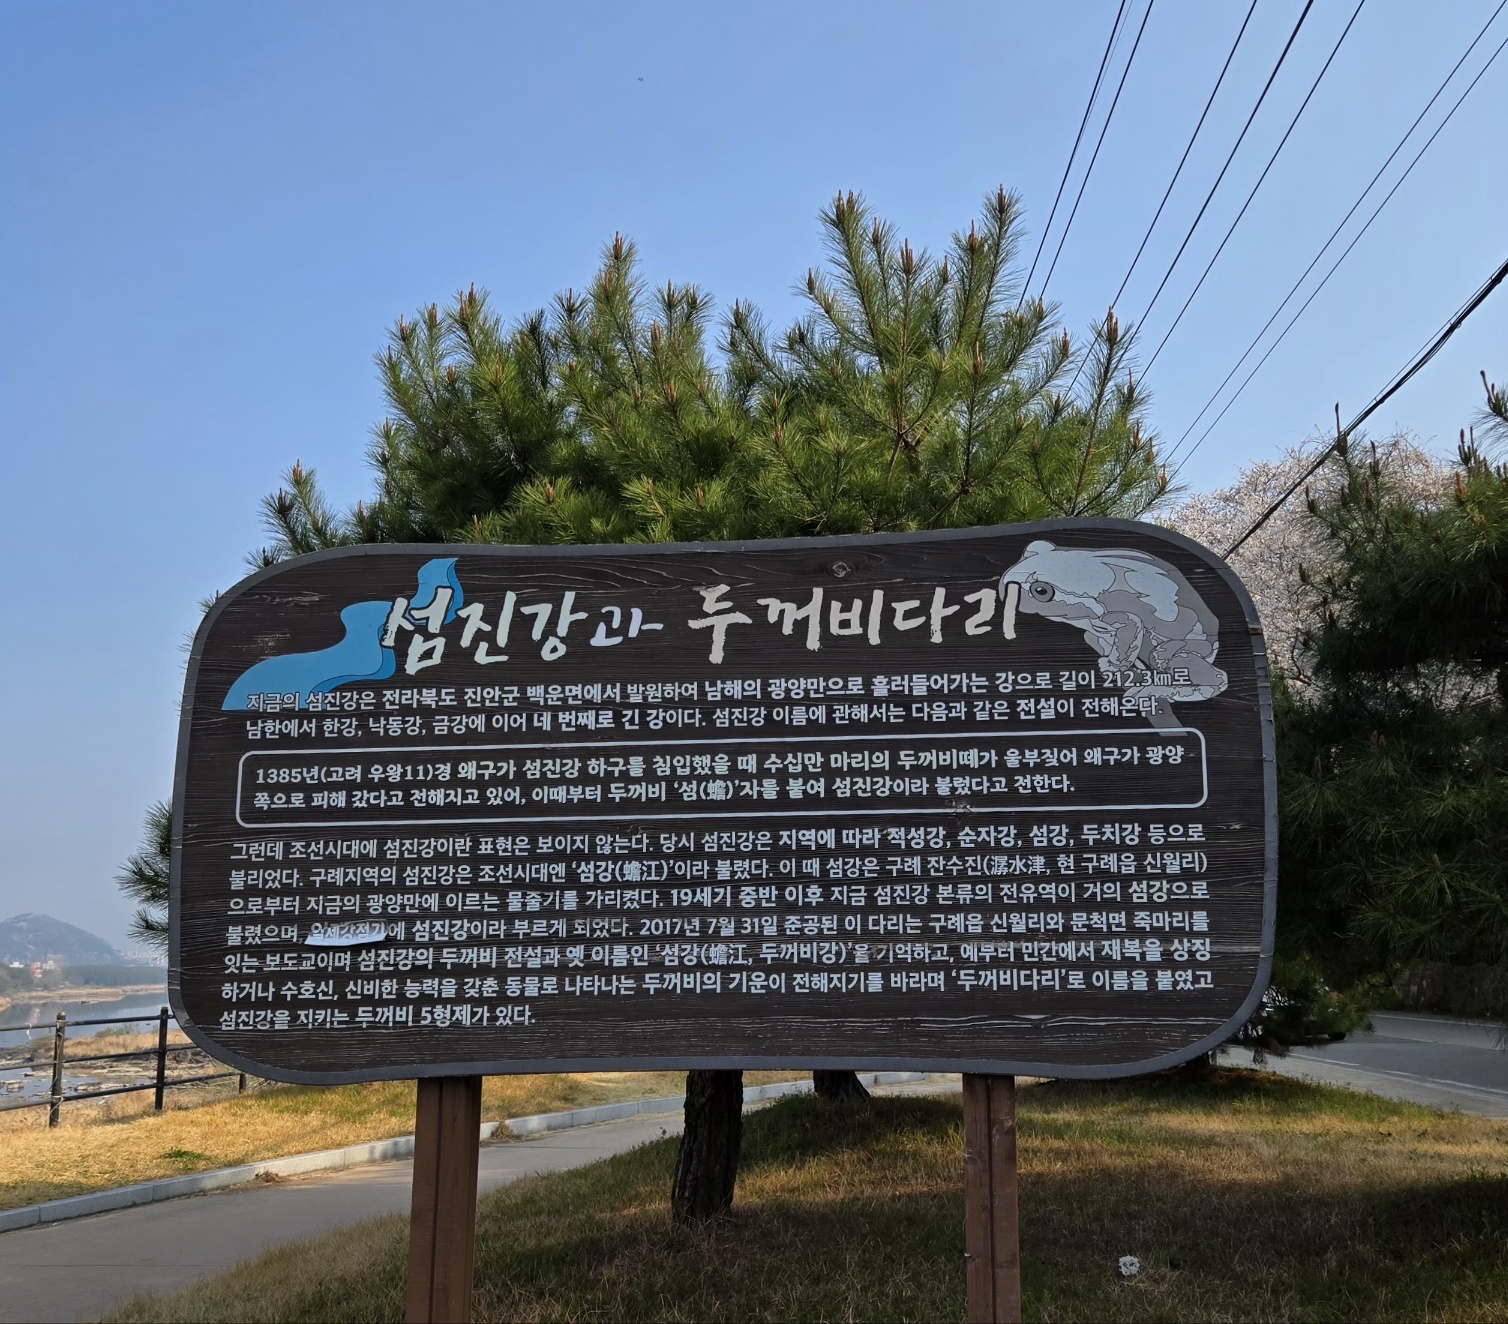 섬진강과 두꺼비다리
지금의 섬진강은 전라북도 진안군 백운면에서 발원하여 남해의 광양만으로 흘러들어가는 강으로 길이 212.3㎞로
남한에서 한강, 낙동강, 금강에 이어 네 번째로 긴 강이다. 섬진강 이름에 관해서는 다음과 같은 전설이 전해온다.
1385년(고려 우왕11)경 왜구가 섬진강 하구를 침입했을 때 수십만 마리의 두꺼비떼가 울부짖어 왜구가 광양
쪽으로 피해 갔다고 전해지고 있어, 이때부터 두꺼비 ‘섬(蟾)’자를 붙여 섬진강이라 불렀다고 전한다.
그런데 조선시대에 섬진강이란 표현은 보이지 않는다. 당시 섬진강은 지역에 따라 적성강, 순자강, 섬강, 두치강 등으로
불리었다. 구례지역의 섬진강은 조선시대엔 ‘섬강(蟾江)’이라 불렸다. 이 때 섬강은 구례 잔수진(潺水津, 현 구례읍 신월리)
으로부터 지금의 광양만에 이르는 물줄기를 가리켰다. 19세기 중반 이후 지금 섬진강 본류의 전유역이 거의 섬강으로
불렸으며, 섬진강이라 부르게 되었다. 2017년 7월 31일 준공된 이 다리는 구례읍 신월리와 문척면 죽마리를
잇는 보도교이며 섬진강의 두꺼비 전설과 옛 이름인 ‘섬강(蟾江, 두꺼비강)’을 기억하고, 예부터 민간에서 재복을 상징
하거나 수호신, 신비한 능력을 갖춘 동물로 나타나는 두꺼비의 기운이 전해지기를 바라며 ‘두꺼비다리’로 이름을 붙였고
섬진강을 지키는 두꺼비 5형제가 있다.